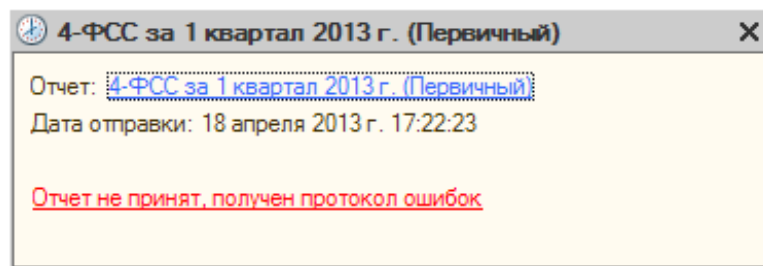 4-ФСС за 1 квартал 2013 г. (Первичный)
Отчет: 4-ФСС за 1 квартал 2013 г. (Первичный)
Дата отправки: 18 апреля 2013 г. 17:22:23
Отчет не принят, получен протокол ошибок